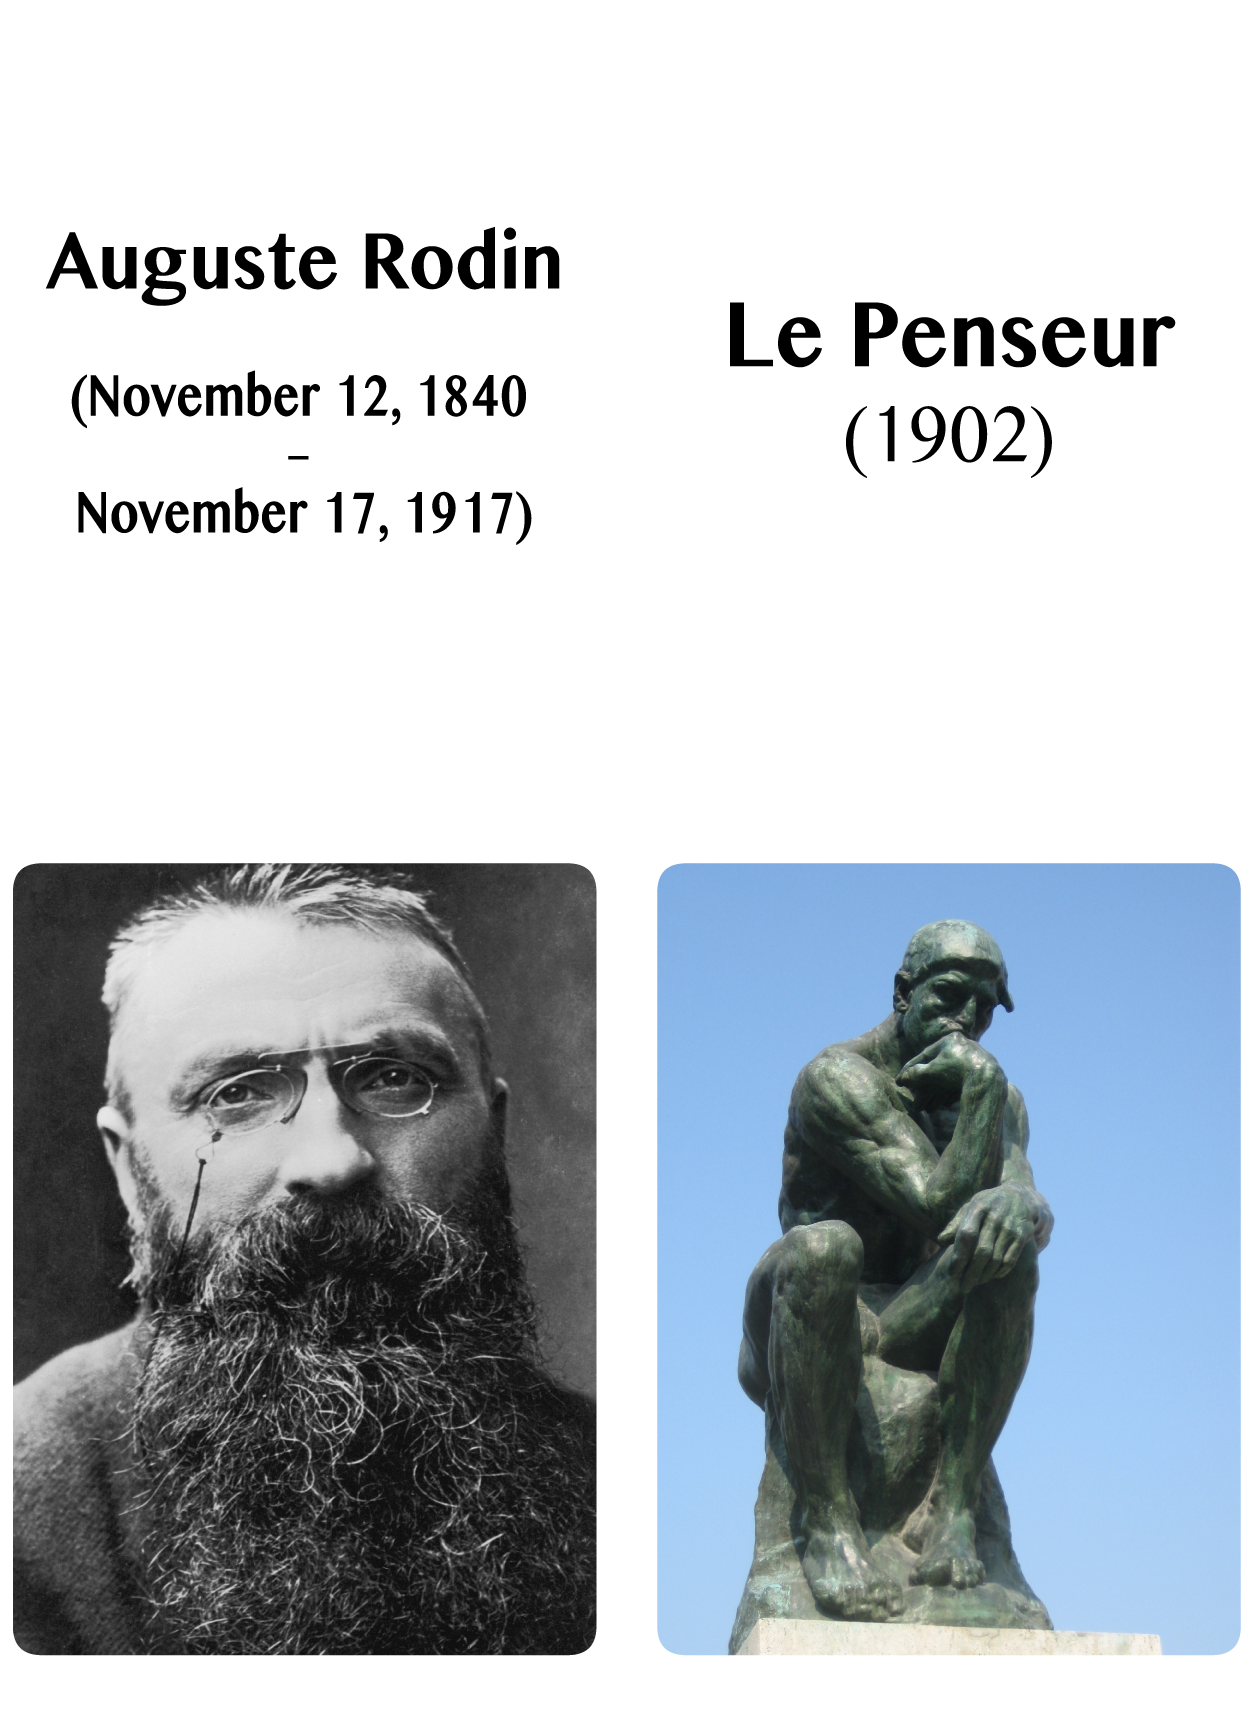 Auguste Rodin
(November 12, 1840
–
November 17, 1917)
Le Penseur
(1902)